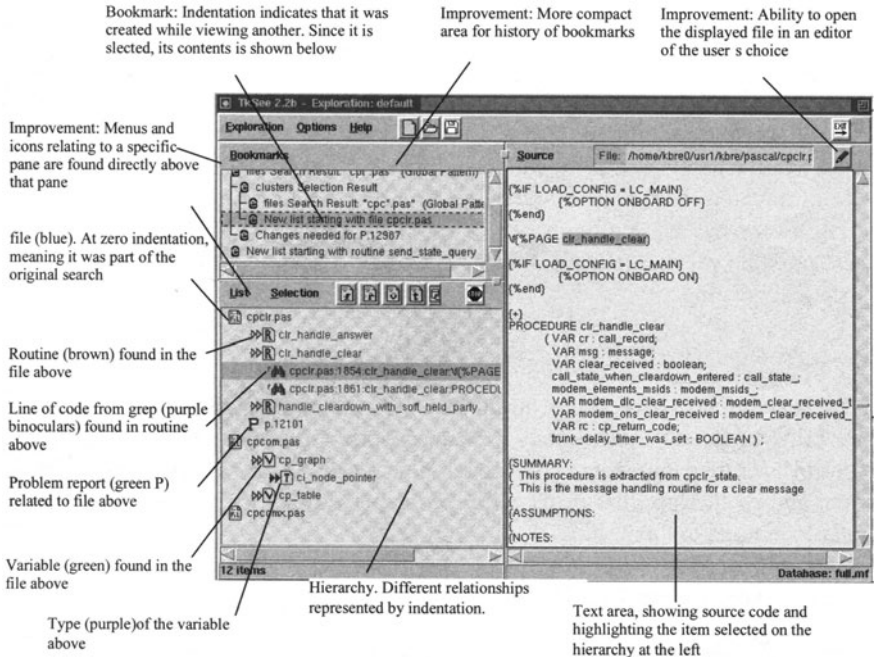 Bookmark: Indentation indicates that it was
created while viewing another. Since it is
slected, its contents is shown below
Improvement: More compact
area for history of bookmarks
Improvement: Ability to open
the displayed file in an editor
of the user s choice
Improvement: Menus and
icons relating to a specific
pane are found directly above
that pane
file (blue). At zero indentation,
meaning it was part of the
original search
Routine (brown) found in the
file above
Line of code from grep (purple
binoculars) found in routine
above
Problem report (green P)
related to file above
Variable (green) found in the
file above
Type (purple)of the variable
above
Hierarchy. Different relationships
represented by indentation.
Text area, showing source code and
highlighting the item selected on the
hierarchy at the left
TkSee 2.2b - Exploration: default
Exploration Options Help
Bookmarks
files Search Result "cpr*.pas" (Global Pattern)
clusters Selection Result
files Search Result: "cpc*.pas" (Global Patte
New list starting with file cpclr.pas
Changes needed for P.12987
New list starting with routine send_state_query
List Selection
cpclr.pas
R clr_handle_answer
R clr_handle_clear
cpclr.pas:1854:clr_handle_clear:\f(%PAGE
cpclr.pas:1861:clr_handle_clear:PROCEDU
R handle_cleardown_with_soft_held_party
P p.12101
cpcom.pas
V cp_graph
T ci_node_pointer
V cp_table
cpcomx.pas
12 items
Source File: /home/kbre0/usr1/kbre/pascal/cpclr.p
{%IF LOAD_CONFIG = LC_MAIN}
{%OPTION ONBOARD OFF}
{%end}
\f{%PAGE clr_handle_clear}
{%IF LOAD_CONFIG = LC_MAIN}
{%OPTION ONBOARD ON}
{%end}
{+}
PROCEDURE clr_handle_clear
( VAR cr : call_record;
VAR msg : message;
VAR clear_received : boolean;
call_state_when_cleardown_entered : call_state_;
modem_elements_msids : modem_msids_;
VAR modem_dlc_clear_received : modem_clear_received_t
VAR modem_ons_clear_received : modem_clear_received_
VAR rc : cp_return_code;
trunk_delay_timer_was_set : BOOLEAN ) ;
{SUMMARY:
{ This procedure is extracted from cpclr_state.
{ This is the message handling routine for a clear message
{
{ASSUMPTIONS:
{
{NOTES:
Database: full.mf